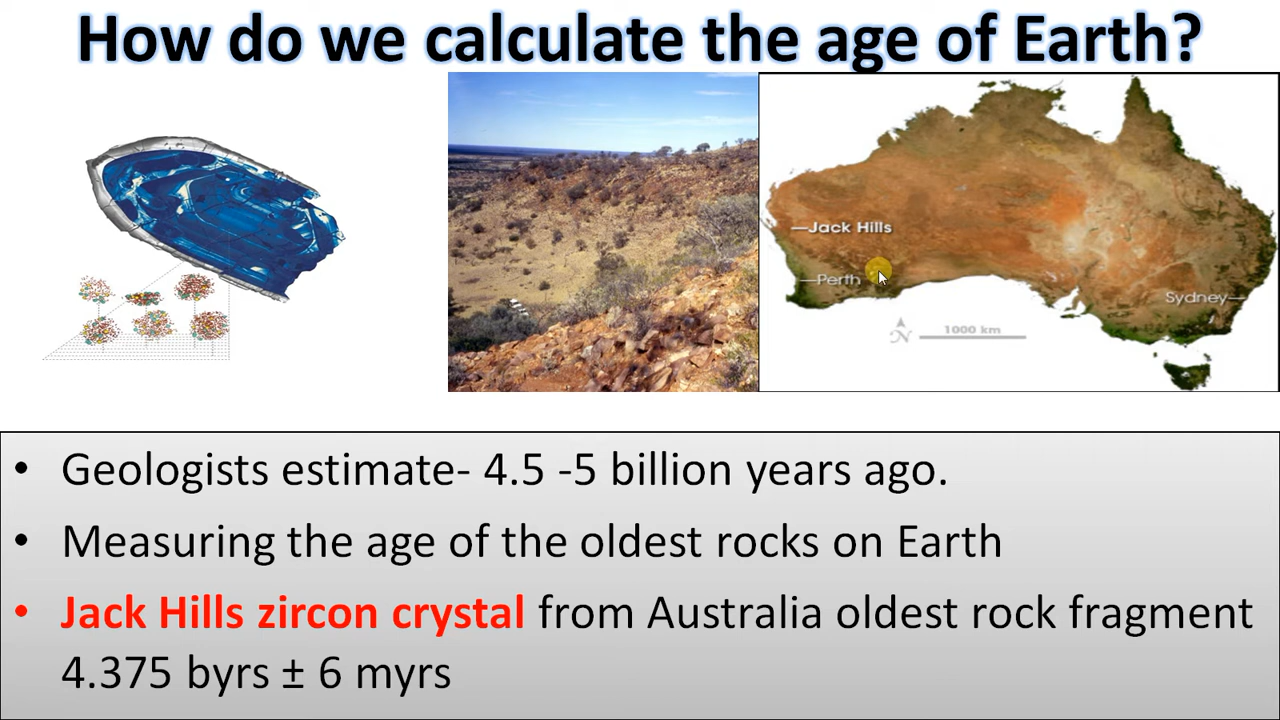 How do we calculate the age of Earth?
Jack Hills
Perth
Sydney
N
1000 km
• Geologists estimate- 4.5 -5 billion years ago.
• Measuring the age of the oldest rocks on Earth
• Jack Hills zircon crystal from Australia oldest rock fragment
4.375 byrs ± 6 myrs